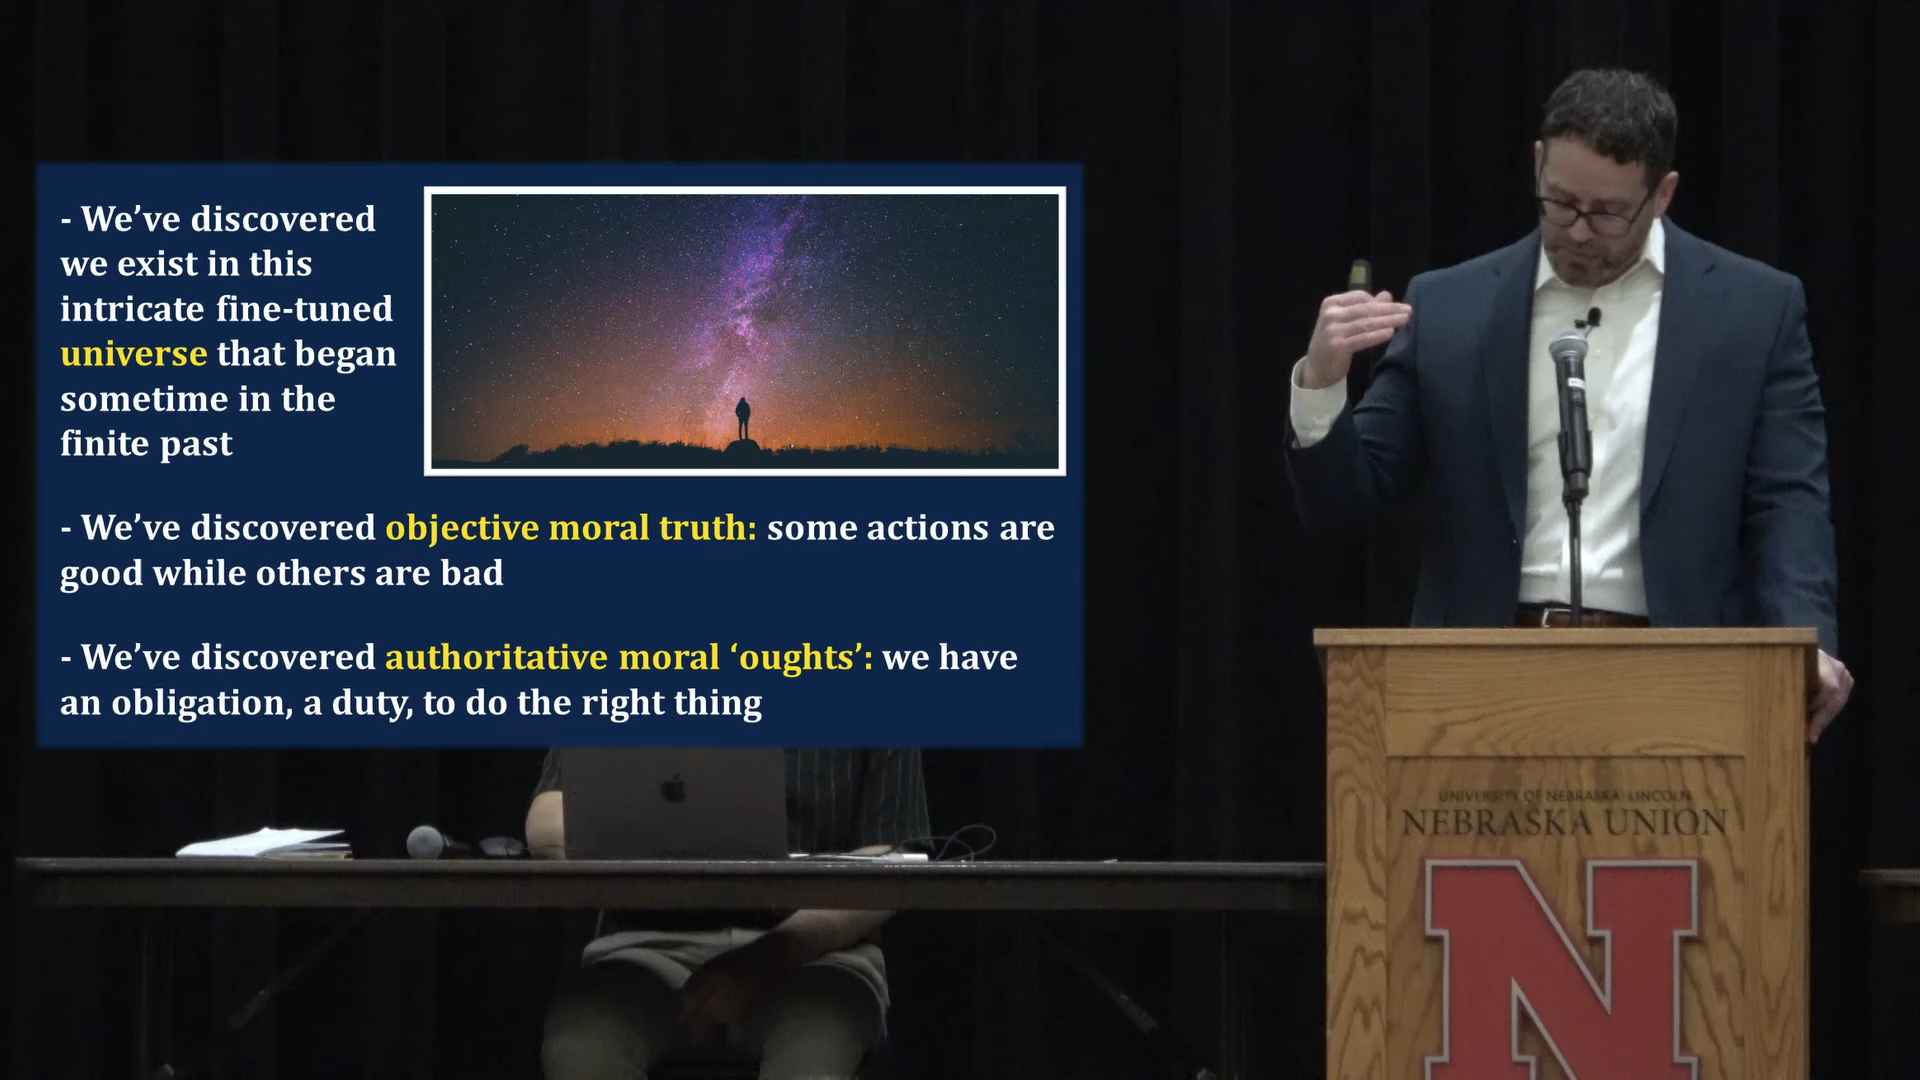 - We’ve discovered
we exist in this
intricate fine-tuned
universe that began
sometime in the
finite past
- We’ve discovered objective moral truth: some actions are
good while others are bad
- We’ve discovered authoritative moral ‘oughts’: we have
an obligation, a duty, to do the right thing
UNIVERSITY OF NEBRASKA LINCOLN
NEBRASKA UNION
N